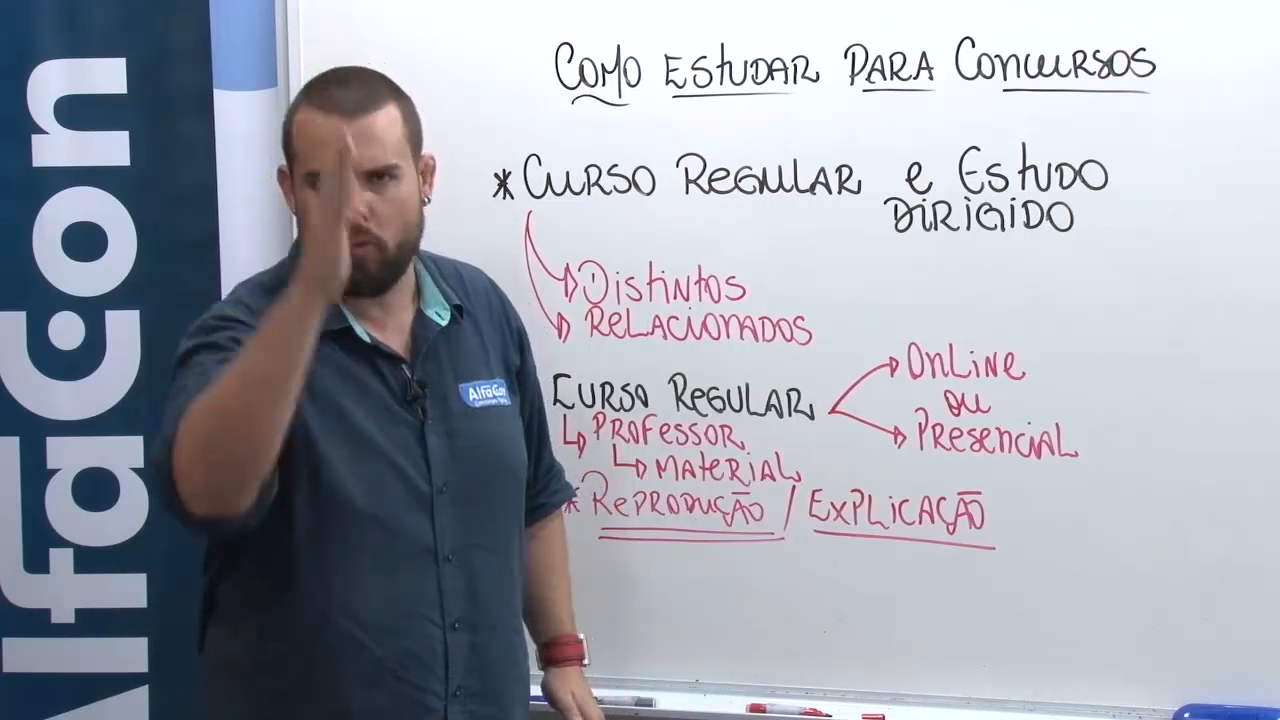 AlfaCon
COMO ESTUDAR PARA CONCURSOS
* CURSO REGULAR e ESTUDO
DIRIGIDO
DISTINTOS
RELACIONADOS
CURSO REGULAR
ONLINE
OU
PRESENCIAL
PROFESSOR
MATERIAL
* REPRODUÇÃO / EXPLICAÇÃO
AlfaCon